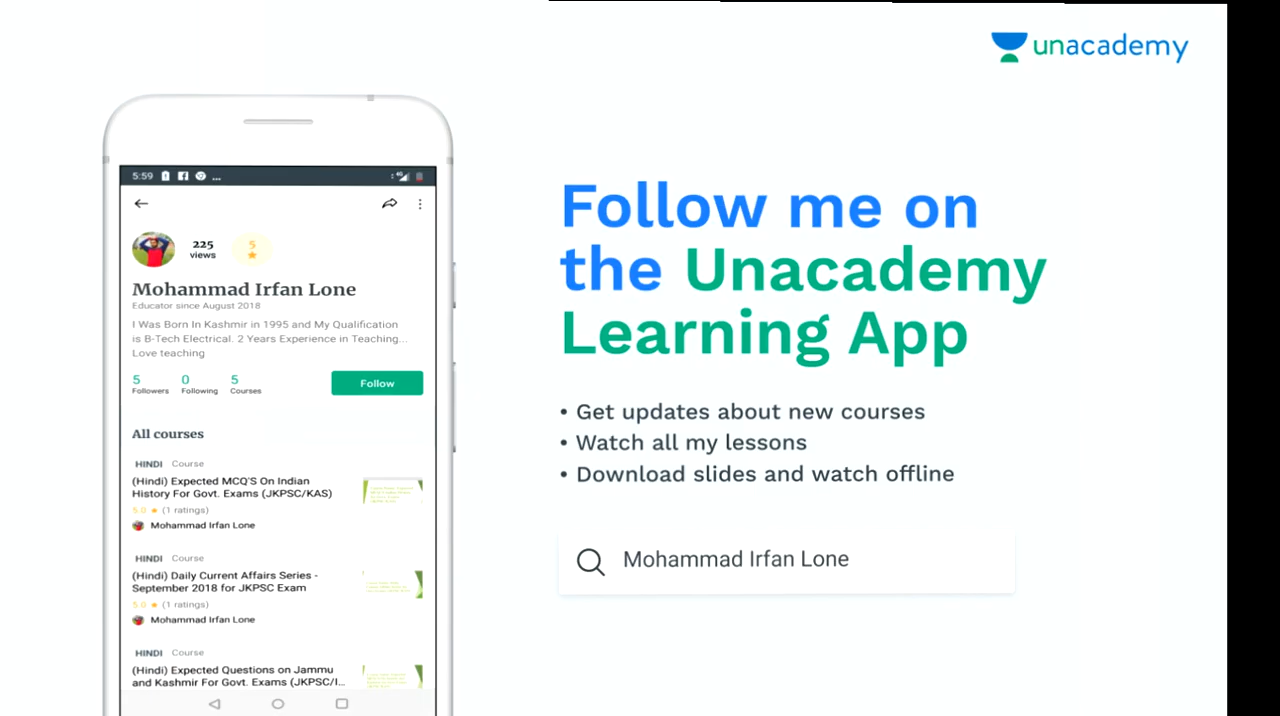 unacademy
5:59
...
4G
225
views
5
Mohammad Irfan Lone
Educator since August 2018
I Was Born In Kashmir in 1995 and My Qualification
is B-Tech Electrical. 2 Years Experience in Teaching...
Love teaching
5
Followers
0
Following
5
Courses
Follow
All courses
HINDI Course
(Hindi) Expected MCQ'S On Indian
History For Govt. Exams (JKPSC/KAS)
5.0 ★ (1 ratings)
Mohammad Irfan Lone
HINDI Course
(Hindi) Daily Current Affairs Series -
September 2018 for JKPSC Exam
5.0 ★ (1 ratings)
Mohammad Irfan Lone
HINDI Course
(Hindi) Expected Questions on Jammu
and Kashmir For Govt. Exams (JKPSC/I...
Follow me on
the Unacademy
Learning App
• Get updates about new courses
• Watch all my lessons
• Download slides and watch offline
Mohammad Irfan Lone